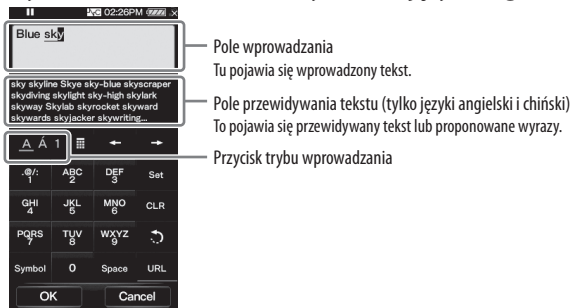 02:26PM
Blue sky
Pole wprowadzania
Tu pojawia się wprowadzony tekst.
sky skyline Skye sky-blue skyscraper
skydiving skylight sky-high skylark
skyway Skylab skyrocket skyward
skywards skyjacker skywriting...
Pole przewidywania tekstu (tylko języki angielski i chiński)
To pojawia się przewidywany tekst lub proponowane wyrazy.
A Á 1
Przycisk trybu wprowadzania
.@/: 1 ABC 2 DEF 3 Set
GHI 4 JKL 5 MNO 6 CLR
PQRS 7 TUV 8 WXYZ 9
Symbol 0 Space URL
OK Cancel